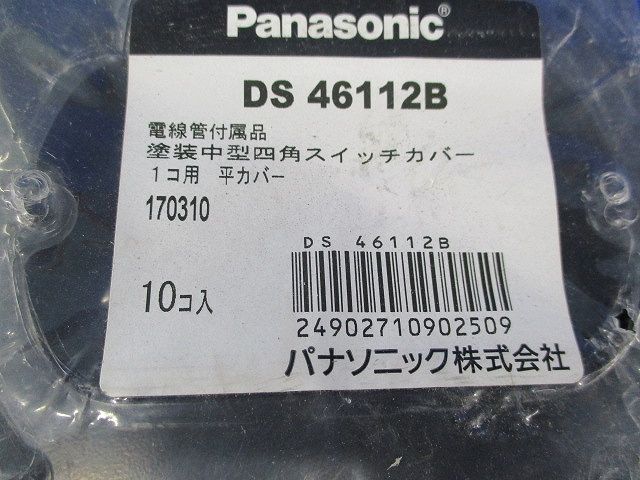 Panasonic®
DS 46112B
電線管付属品
塗装中型四角スイッチカバー
1コ用 平カバー
170310
DS 46112B
10コ入
24902710902509
パナソニック株式会社